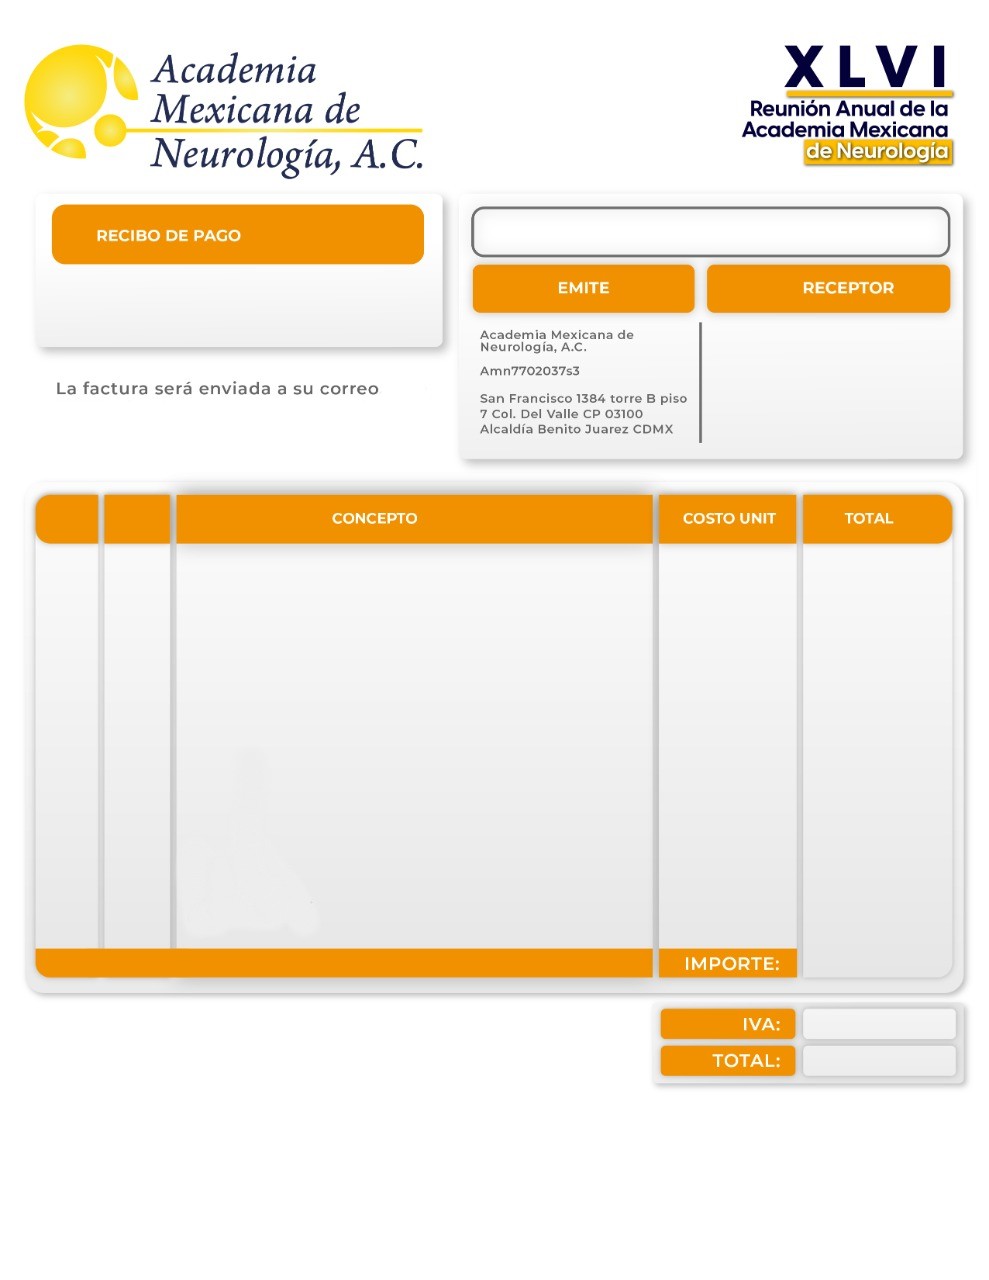 Academia
Mexicana de
Neurología, A.C.
XLVI
Reunión Anual de la
Academia Mexicana
de Neurología
RECIBO DE PAGO
La factura será enviada a su correo
EMITE
RECEPTOR
Academia Mexicana de
Neurología, A.C.
Amn7702037s3
San Francisco 1384 torre B piso
7 Col. Del Valle CP 03100
Alcaldía Benito Juarez CDMX
CONCEPTO
COSTO UNIT
TOTAL
IMPORTE:
IVA:
TOTAL: